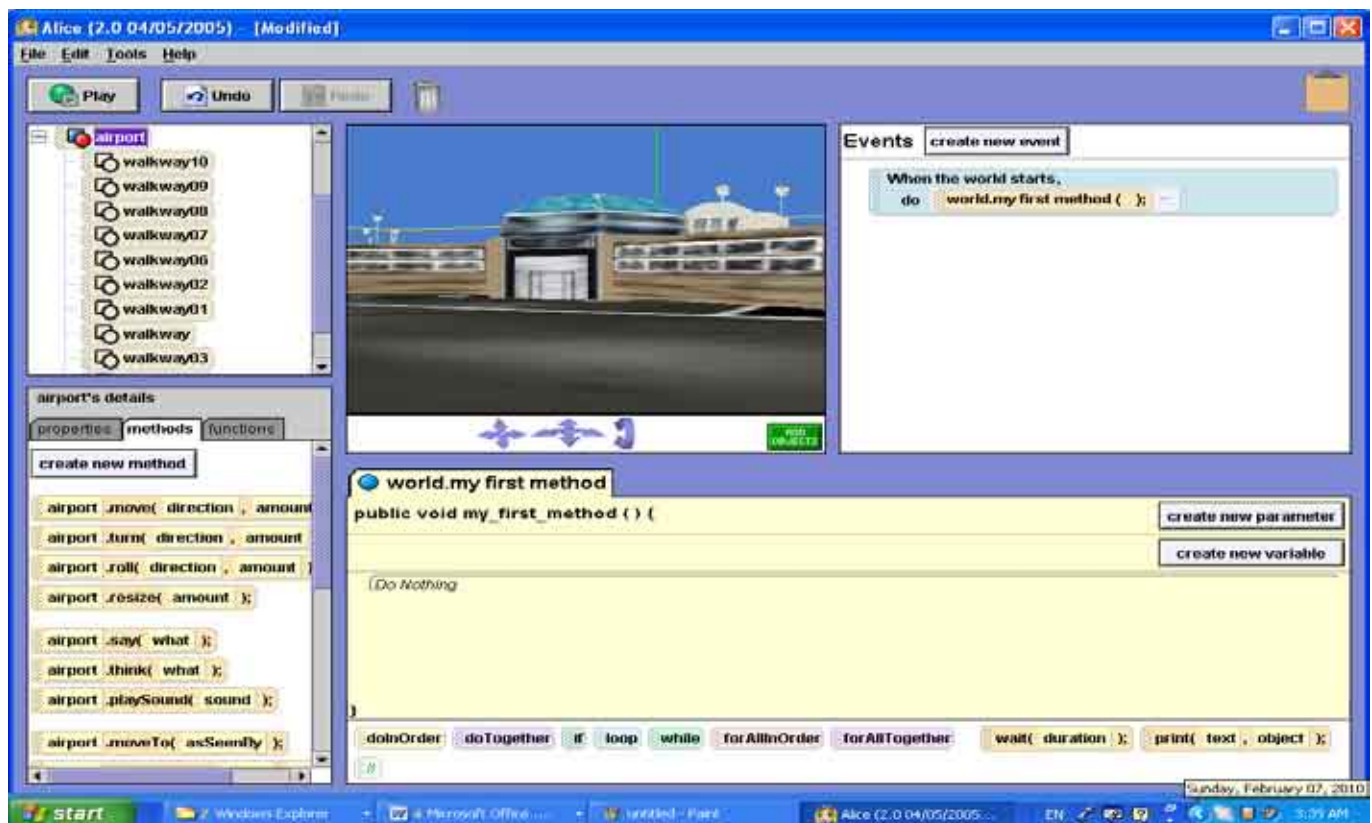 Alice (2.0 04/05/2005) - [Modified]
File Edit Tools Help
Play Undo
airport
walkway10
walkway09
walkway08
walkway07
walkway06
walkway02
walkway01
walkway
walkway03
airport's details
properties methods functions
create new method
airport .move( direction , amount
airport .turn( direction , amount
airport .roll( direction , amount )
airport .resize( amount );
airport .say( what );
airport .think( what );
airport .playSound( sound );
airport .moveTo( asSeenBy );
ADD OBJECTS
Events create new event
When the world starts,
do world.my first method ( );
world.my first method
public void my_first_method ( ) {
create new parameter
create new variable
(Do Nothing
}
doInOrder doTogether if loop while forAllInOrder forAllTogether wait( duration ); print( text , object );
//
Sunday, February 07, 2010
start 2 Windows Explorer 4 Microsoft Office ... untitled - Paint Alice (2.0 04/05/2005... EN 3:35 AM